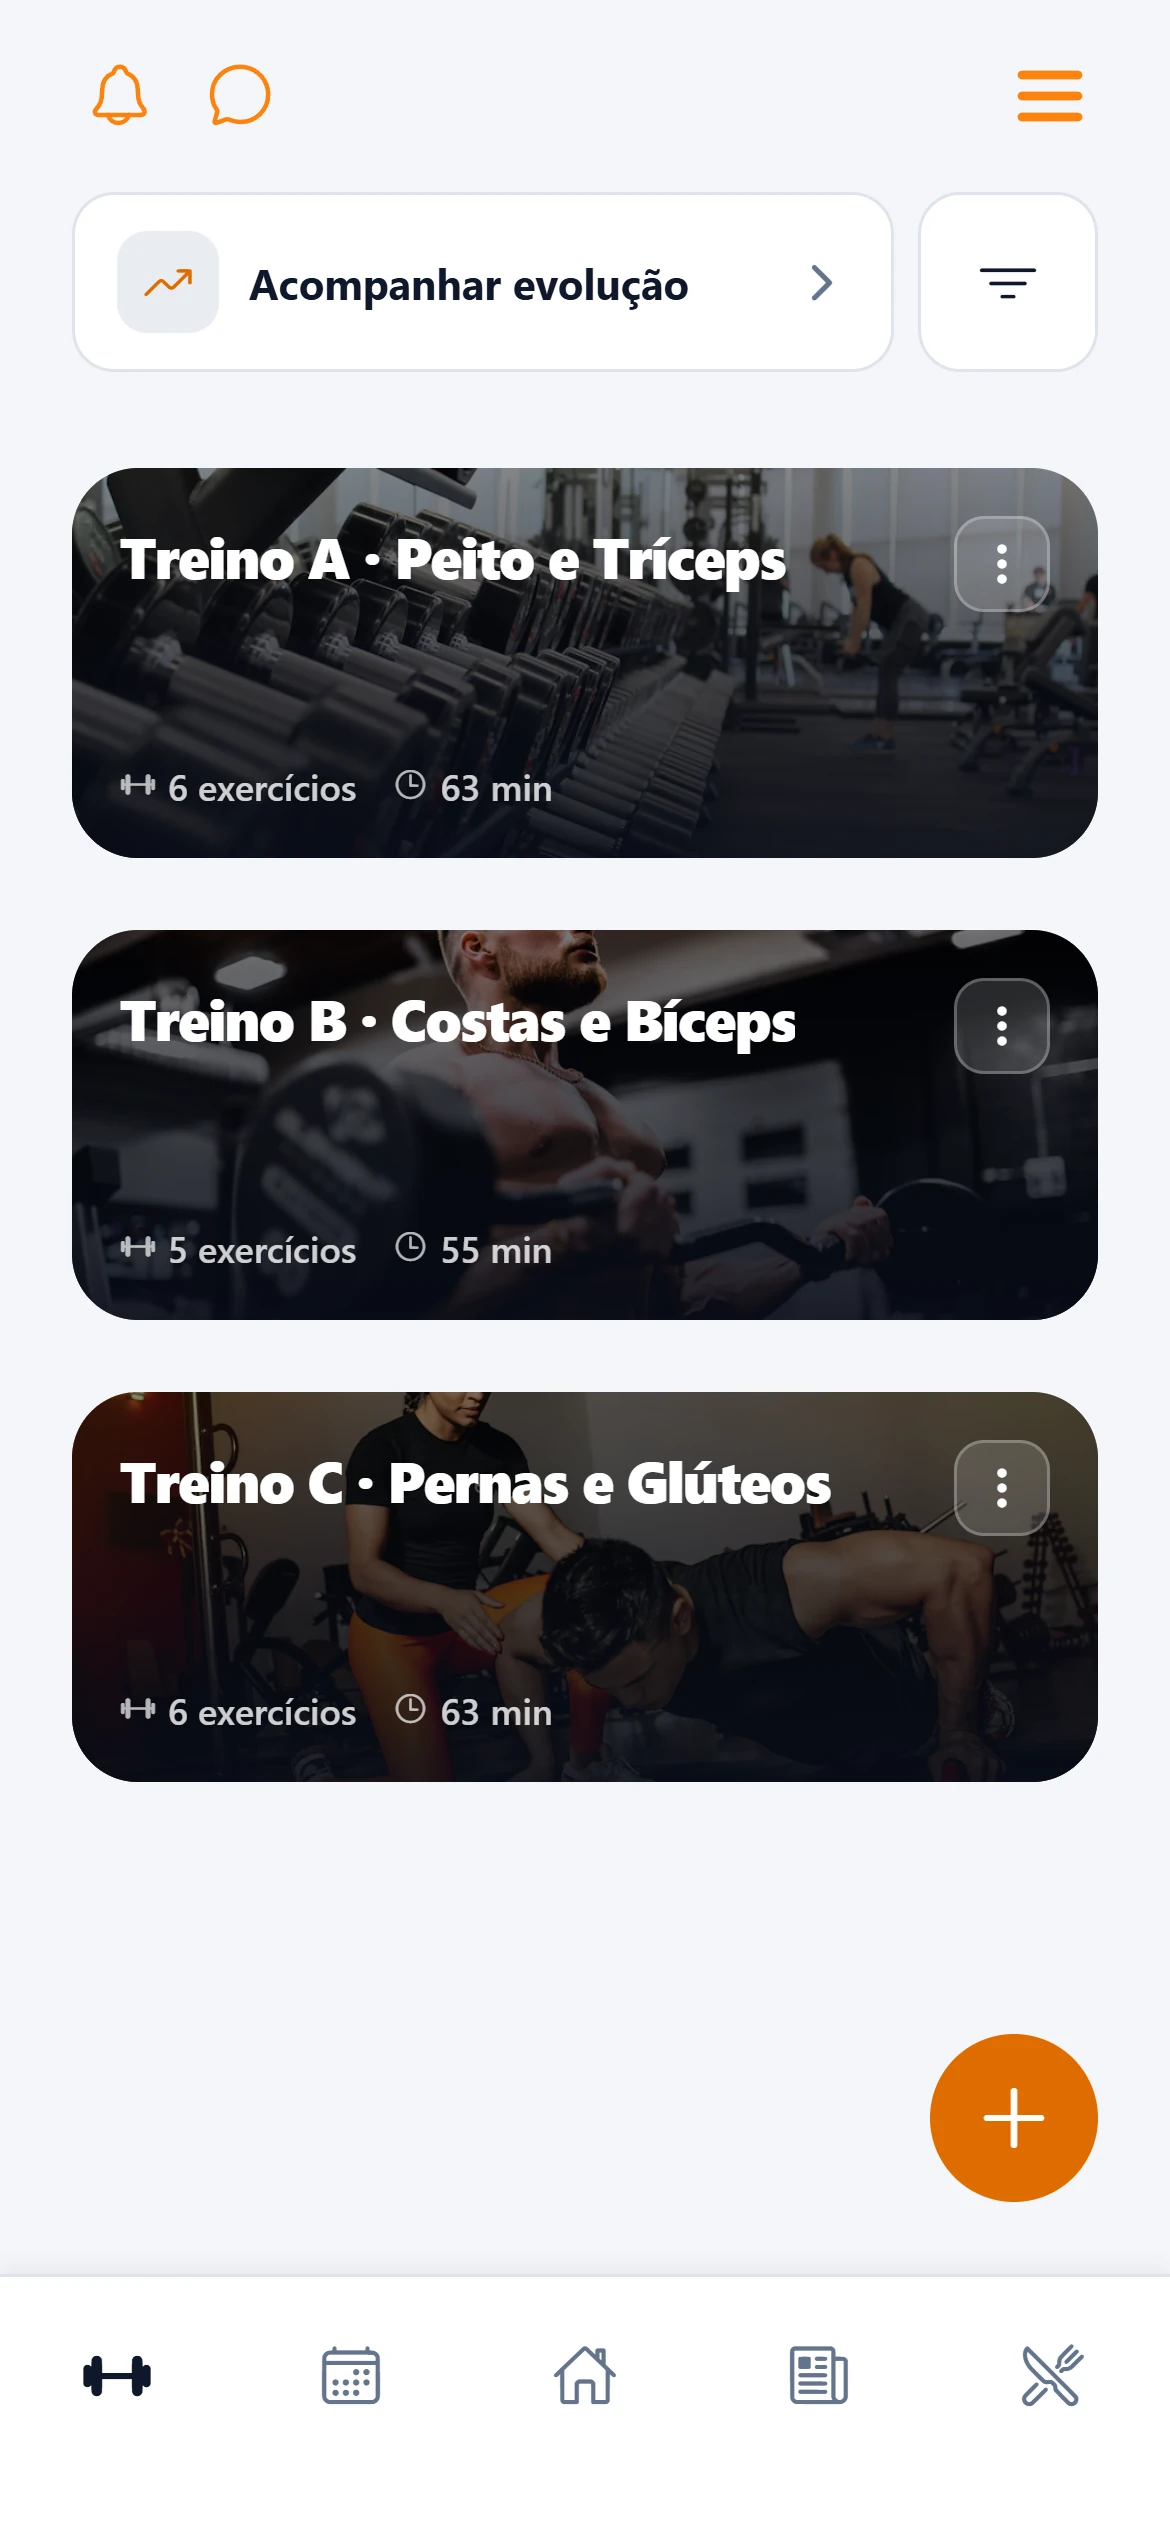 Acompanhar evolução
Treino A · Peito e Tríceps
6 exercícios 63 min
Treino B · Costas e Bíceps
5 exercícios 55 min
Treino C · Pernas e Glúteos
6 exercícios 63 min